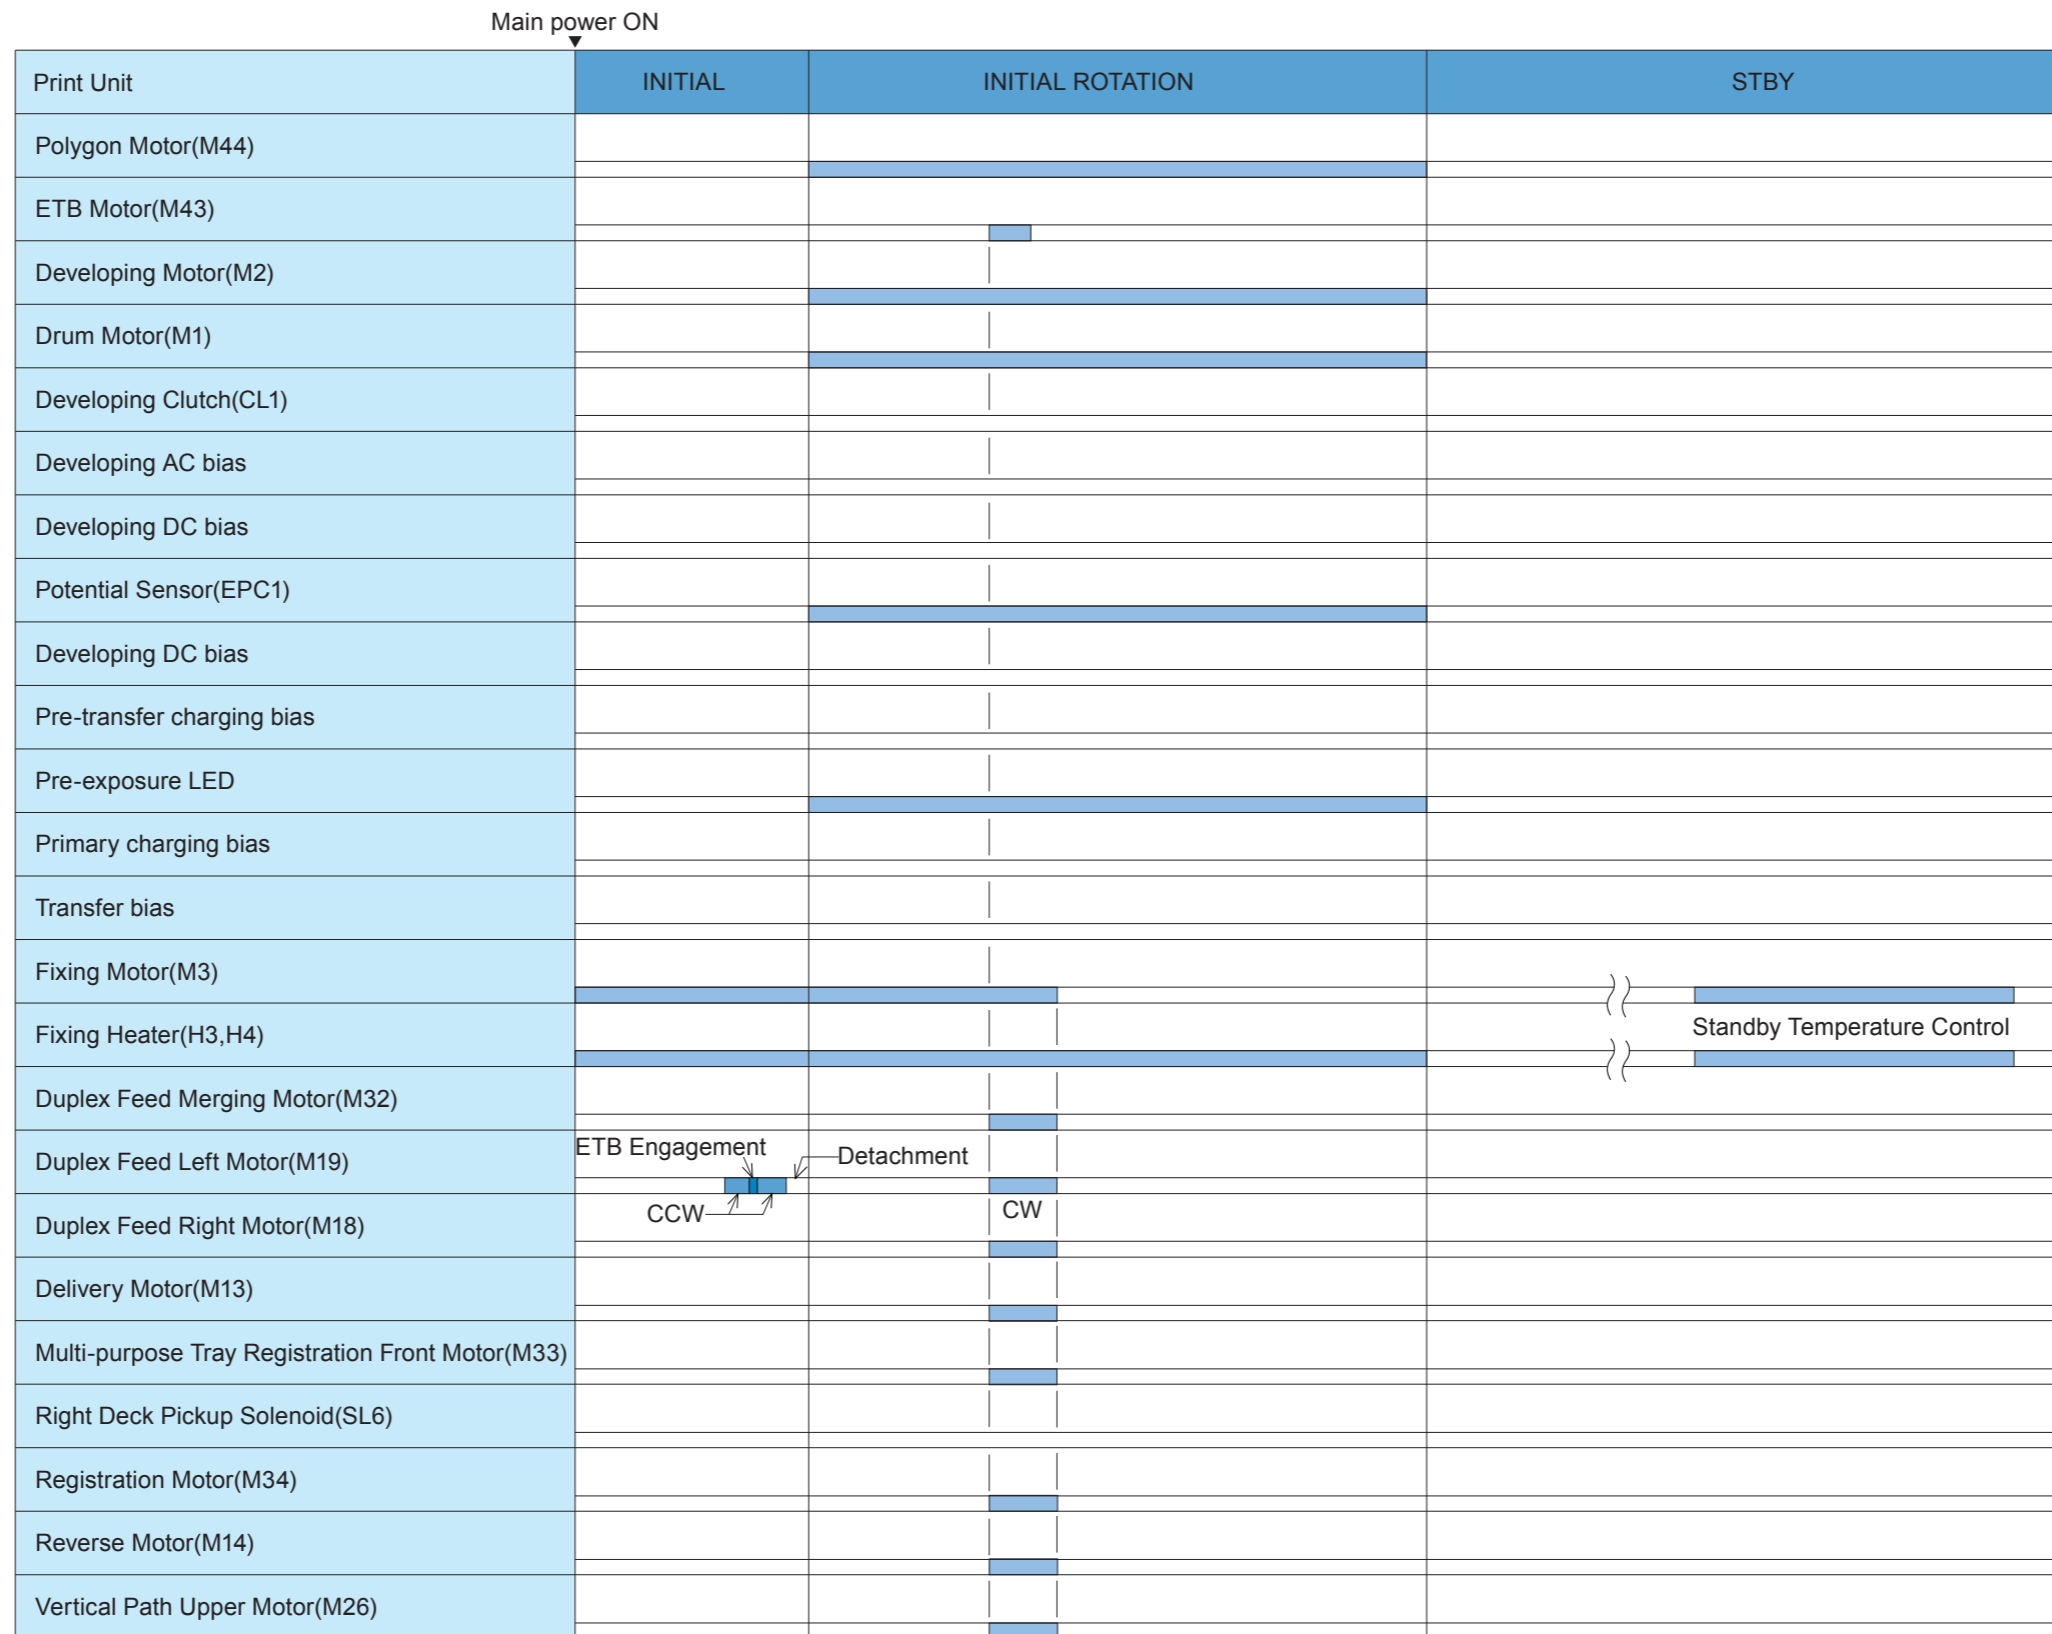 Main power ON
Print Unit INITIAL INITIAL ROTATION STBY
Polygon Motor(M44)
ETB Motor(M43)
Developing Motor(M2)
Drum Motor(M1)
Developing Clutch(CL1)
Developing AC bias
Developing DC bias
Potential Sensor(EPC1)
Developing DC bias
Pre-transfer charging bias
Pre-exposure LED
Primary charging bias
Transfer bias
Fixing Motor(M3)
Fixing Heater(H3,H4) Standby Temperature Control
Duplex Feed Merging Motor(M32)
Duplex Feed Left Motor(M19) ETB Engagement Detachment
CCW CW
Duplex Feed Right Motor(M18)
Delivery Motor(M13)
Multi-purpose Tray Registration Front Motor(M33)
Right Deck Pickup Solenoid(SL6)
Registration Motor(M34)
Reverse Motor(M14)
Vertical Path Upper Motor(M26)